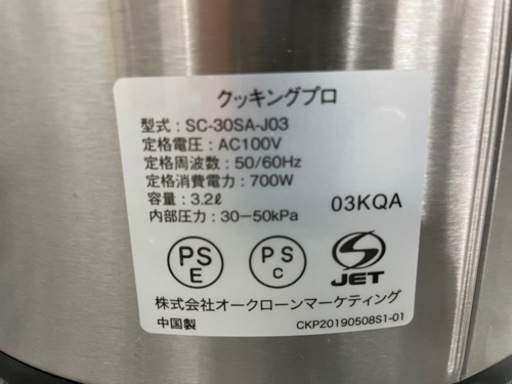 クッキングプロ
型式：SC-30SA-J03
定格電圧：AC100V
定格周波数：50/60Hz
定格消費電力：700W
容量：3.2ℓ
内部圧力：30－50kPa
03KQA
PS
E
PS
C
JET
株式会社オークローンマーケティング
中国製
CKP20190508S1-01